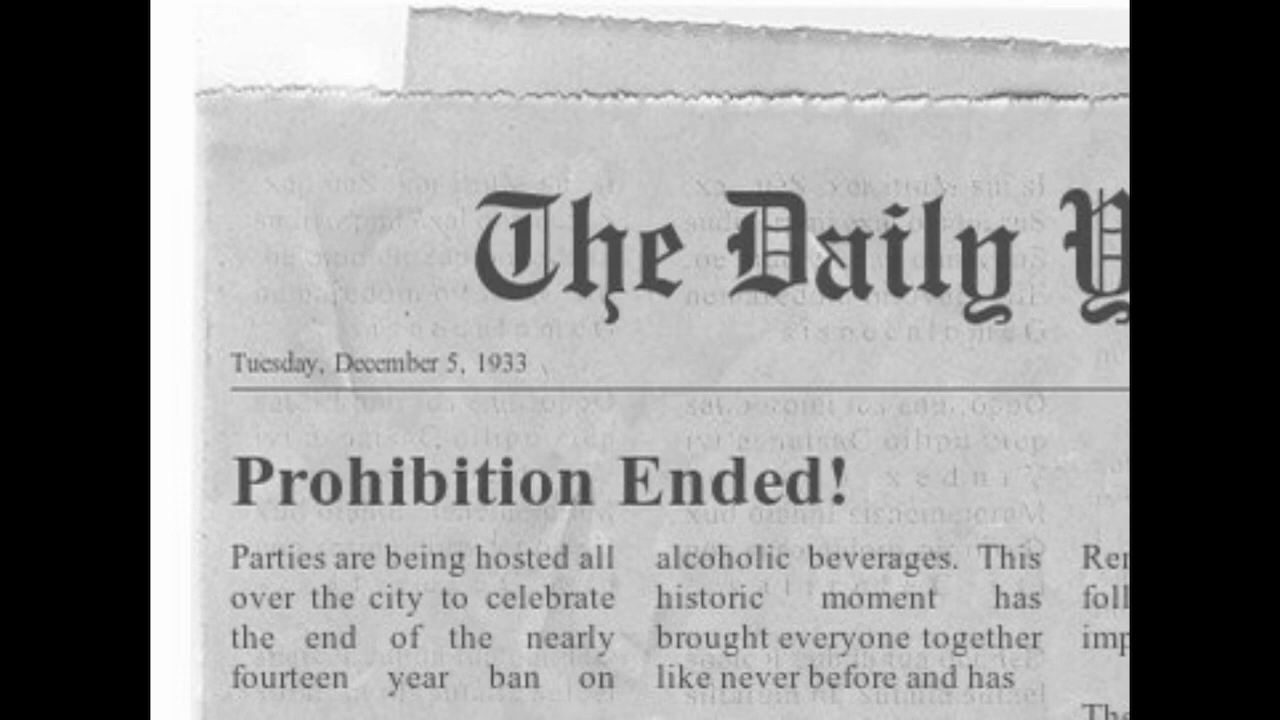 The Daily
Tuesday, December 5, 1933
Prohibition Ended!
Parties are being hosted all
over the city to celebrate
the end of the nearly
fourteen year ban on
alcoholic beverages. This
historic moment has
brought everyone together
like never before and has